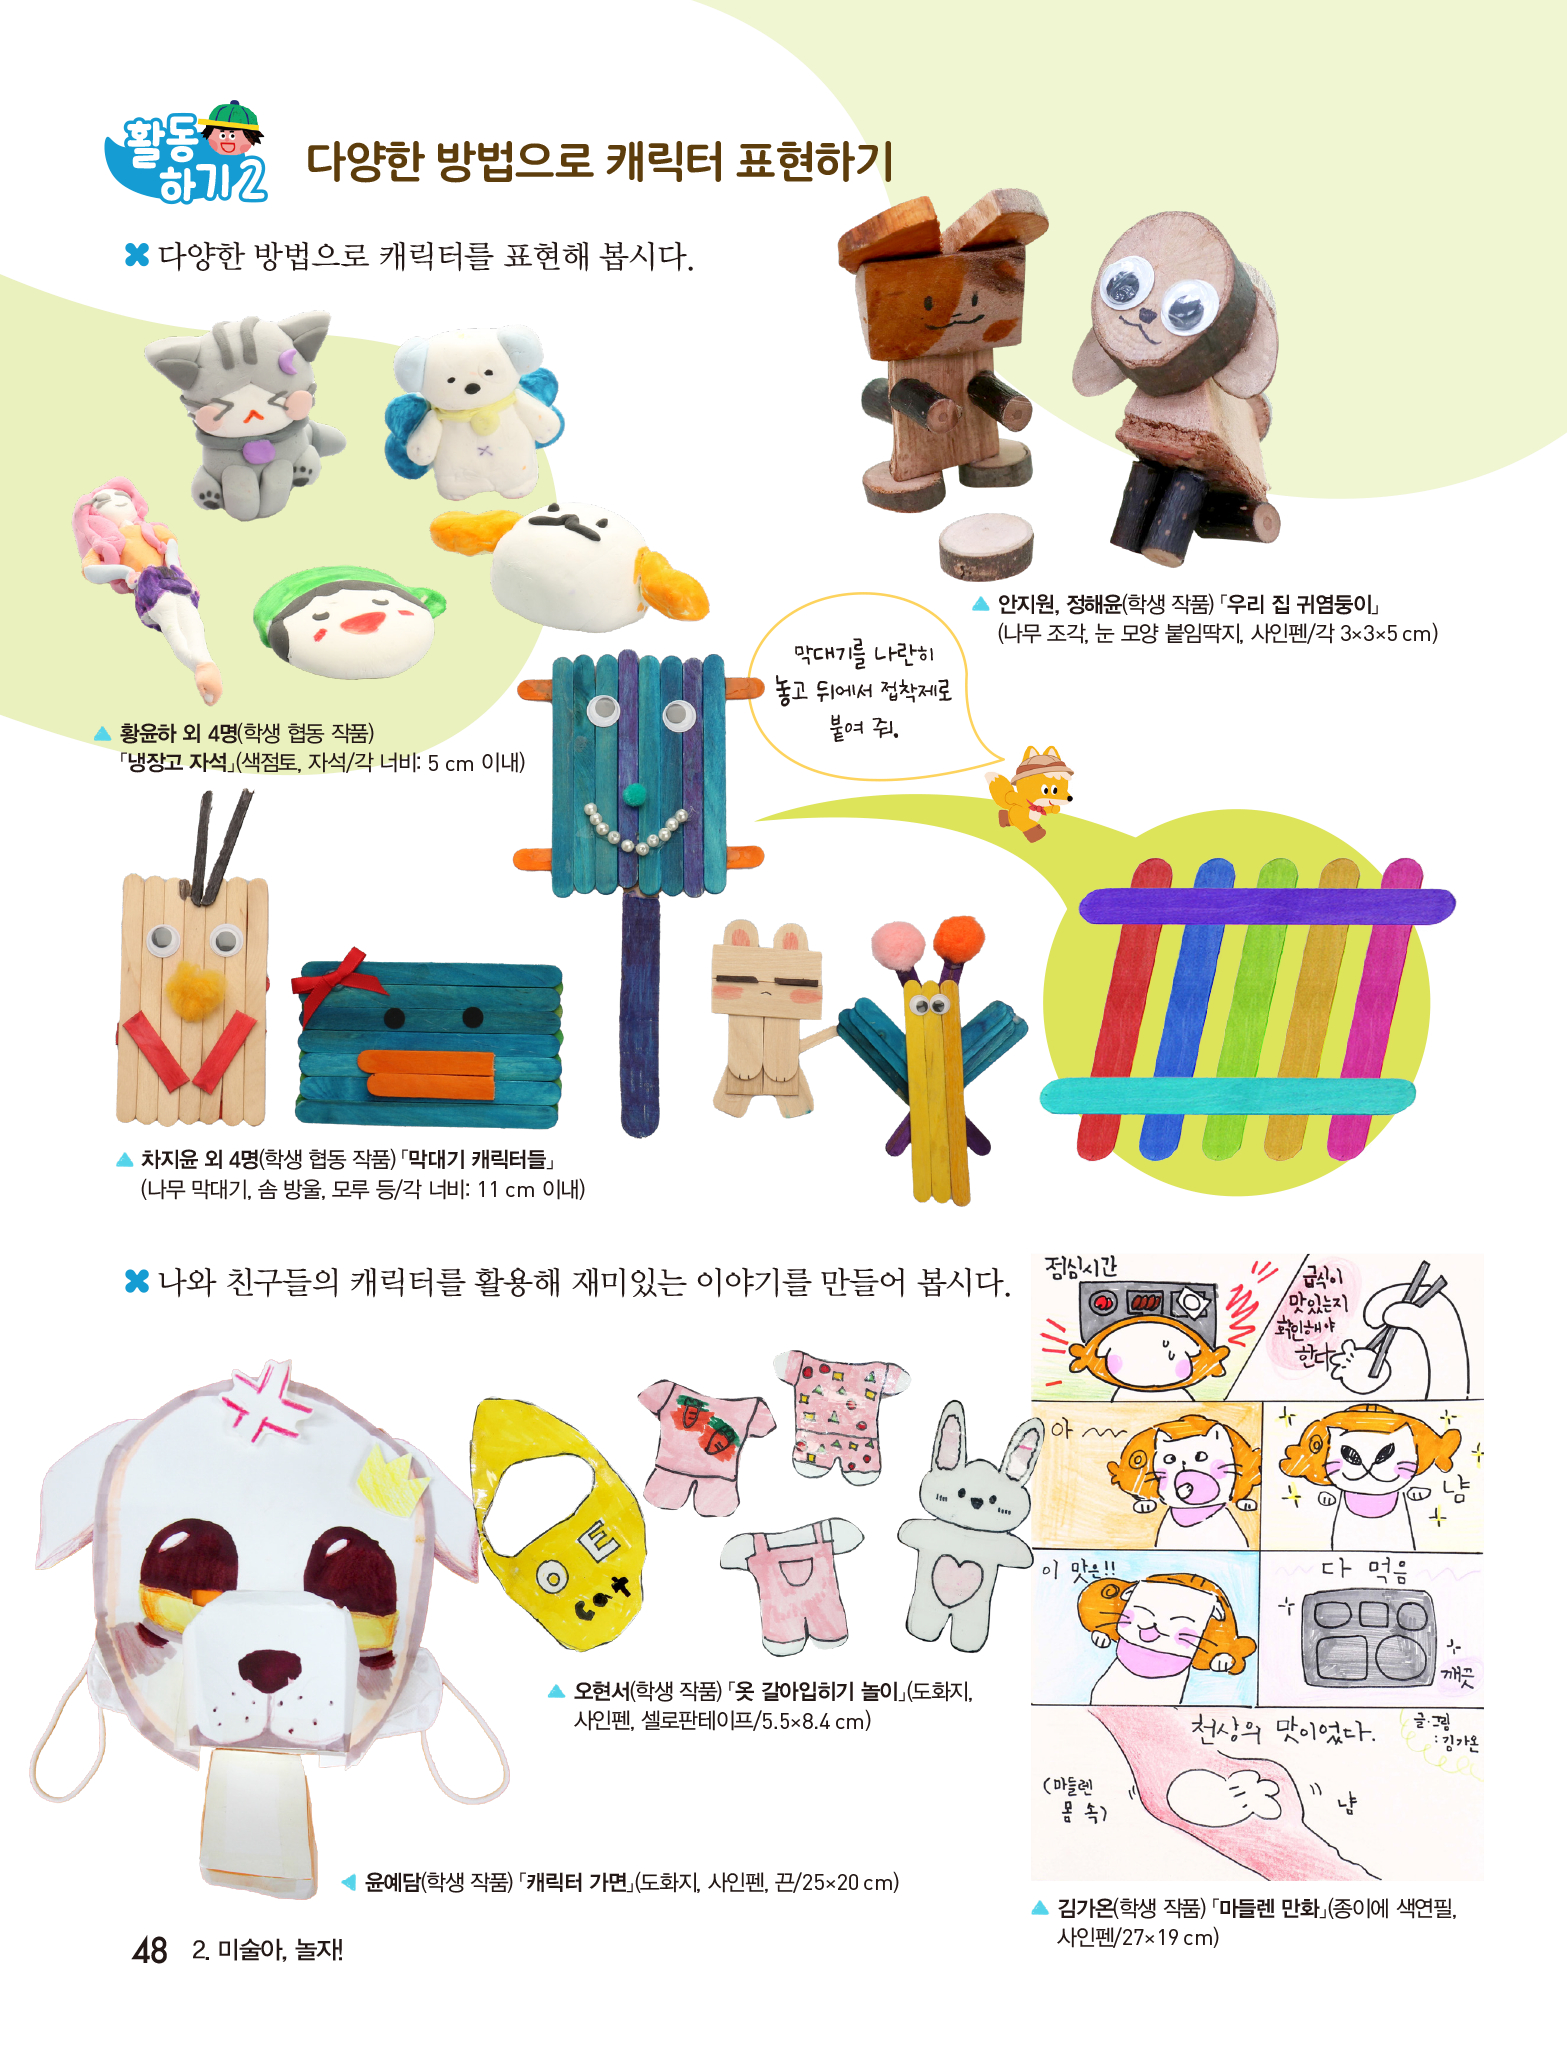 활동
하기2
다양한 방법으로 캐릭터 표현하기
다양한 방법으로 캐릭터를 표현해 봅시다.
안지원, 정해윤(학생 작품) 「우리 집 귀염둥이」
(나무 조각, 눈 모양 붙임딱지, 사인펜/각 3×3×5 cm)
막대기를 나란히
놓고 뒤에서 접착제로
붙여 줘.
황윤하 외 4명(학생 협동 작품)
「냉장고 자석」(색점토, 자석/각 너비: 5 cm 이내)
차지윤 외 4명(학생 협동 작품) 「막대기 캐릭터들」
(나무 막대기, 솜 방울, 모루 등/각 너비: 11 cm 이내)
나와 친구들의 캐릭터를 활용해 재미있는 이야기를 만들어 봅시다.
점심시간
급식이
맛있는지
확인해야
한다
아
냠
이 맛은!!
다 먹음
깨끗
천상의 맛이었다.
글·그림
:김가온
(마들렌
몸 속)
냠
O E
cat
오현서(학생 작품) 「옷 갈아입히기 놀이」(도화지,
사인펜, 셀로판테이프/5.5×8.4 cm)
윤예담(학생 작품) 「캐릭터 가면」(도화지, 사인펜, 끈/25×20 cm)
김가온(학생 작품) 「마들렌 만화」(종이에 색연필,
사인펜/27×19 cm)
48 2. 미술아, 놀자!